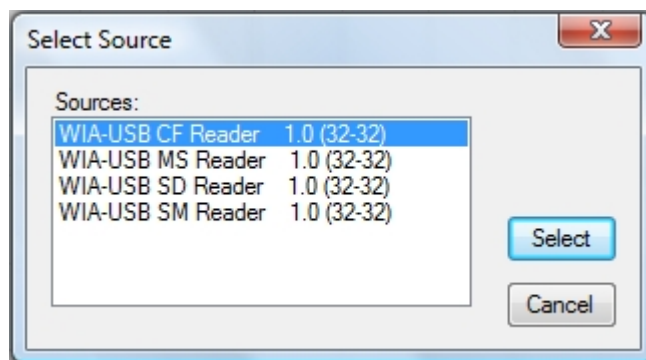 Select Source
Sources:
WIA-USB CF Reader 1.0 (32-32)
WIA-USB MS Reader 1.0 (32-32)
WIA-USB SD Reader 1.0 (32-32)
WIA-USB SM Reader 1.0 (32-32)
Select
Cancel